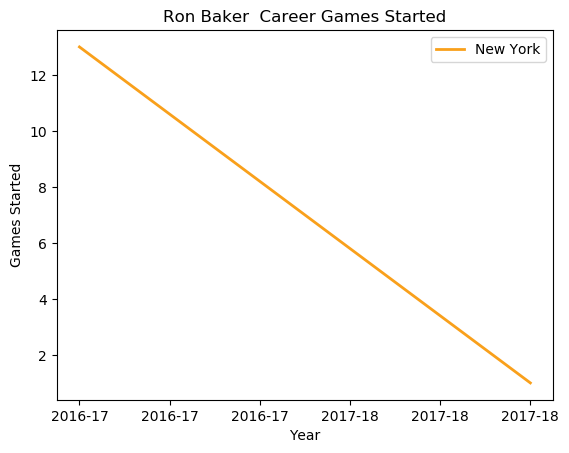 Ron Baker  Career Games Started
New York
Games Started
12
10
8
6
4
2
2016-17 2016-17 2016-17 2017-18 2017-18 2017-18
Year